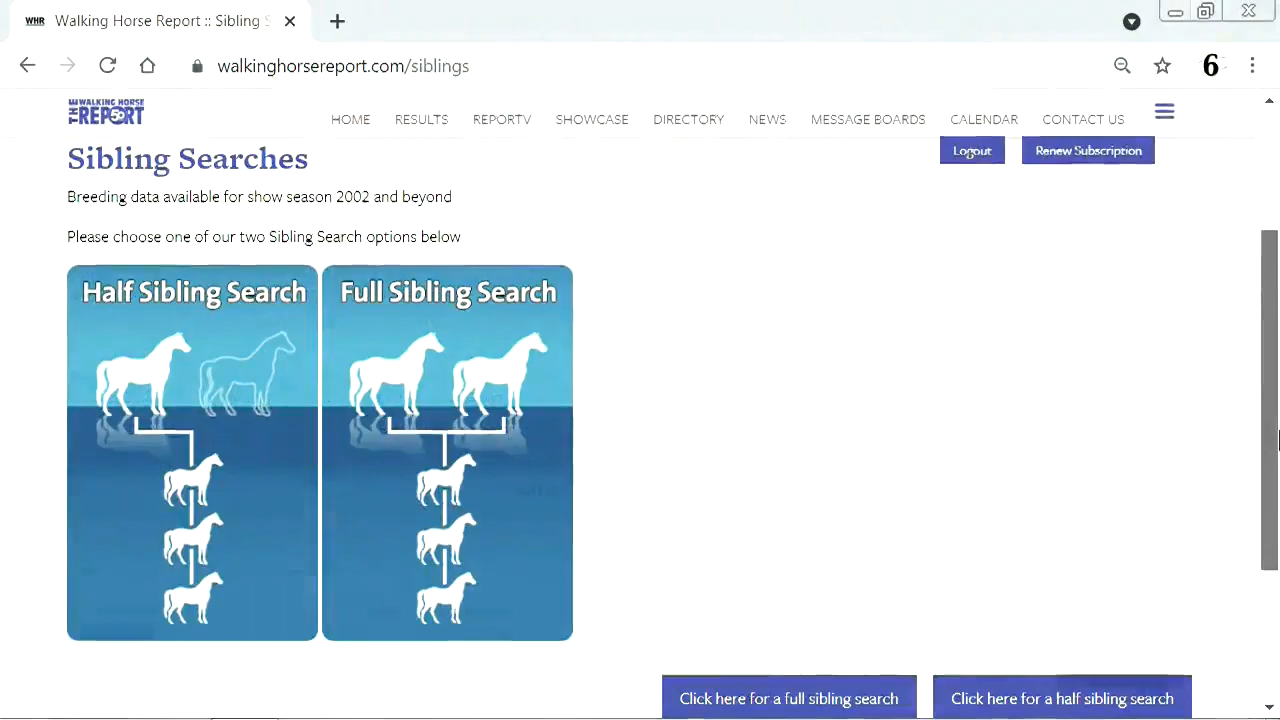 WHR Walking Horse Report :: Sibling S
walkinghorsereport.com/siblings
6
THE WALKING HORSE REPORT 50
HOME RESULTS REPORTV SHOWCASE DIRECTORY NEWS MESSAGE BOARDS CALENDAR CONTACT US
Logout Renew Subscription
Sibling Searches
Breeding data available for show season 2002 and beyond
Please choose one of our two Sibling Search options below
Half Sibling Search
Full Sibling Search
Click here for a full sibling search
Click here for a half sibling search